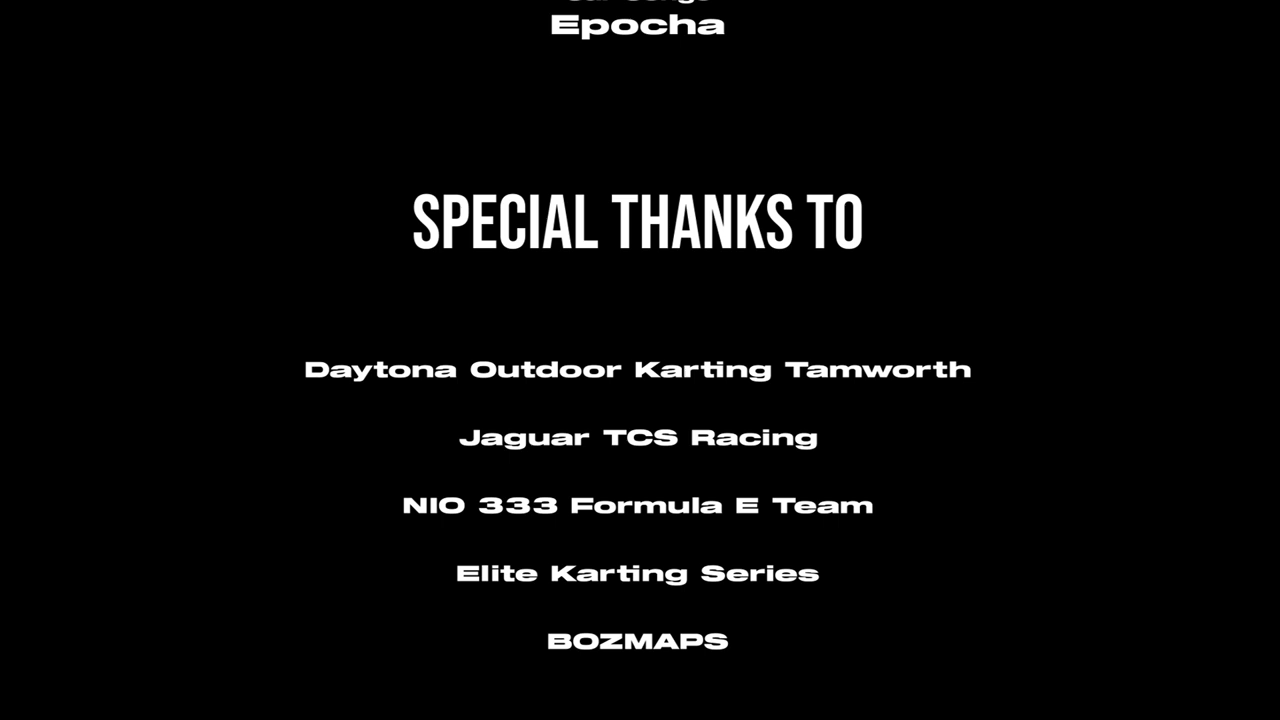 Epocha
SPECIAL THANKS TO
Daytona Outdoor Karting Tamworth
Jaguar TCS Racing
NIO 333 Formula E Team
Elite Karting Series
BOZMAPS